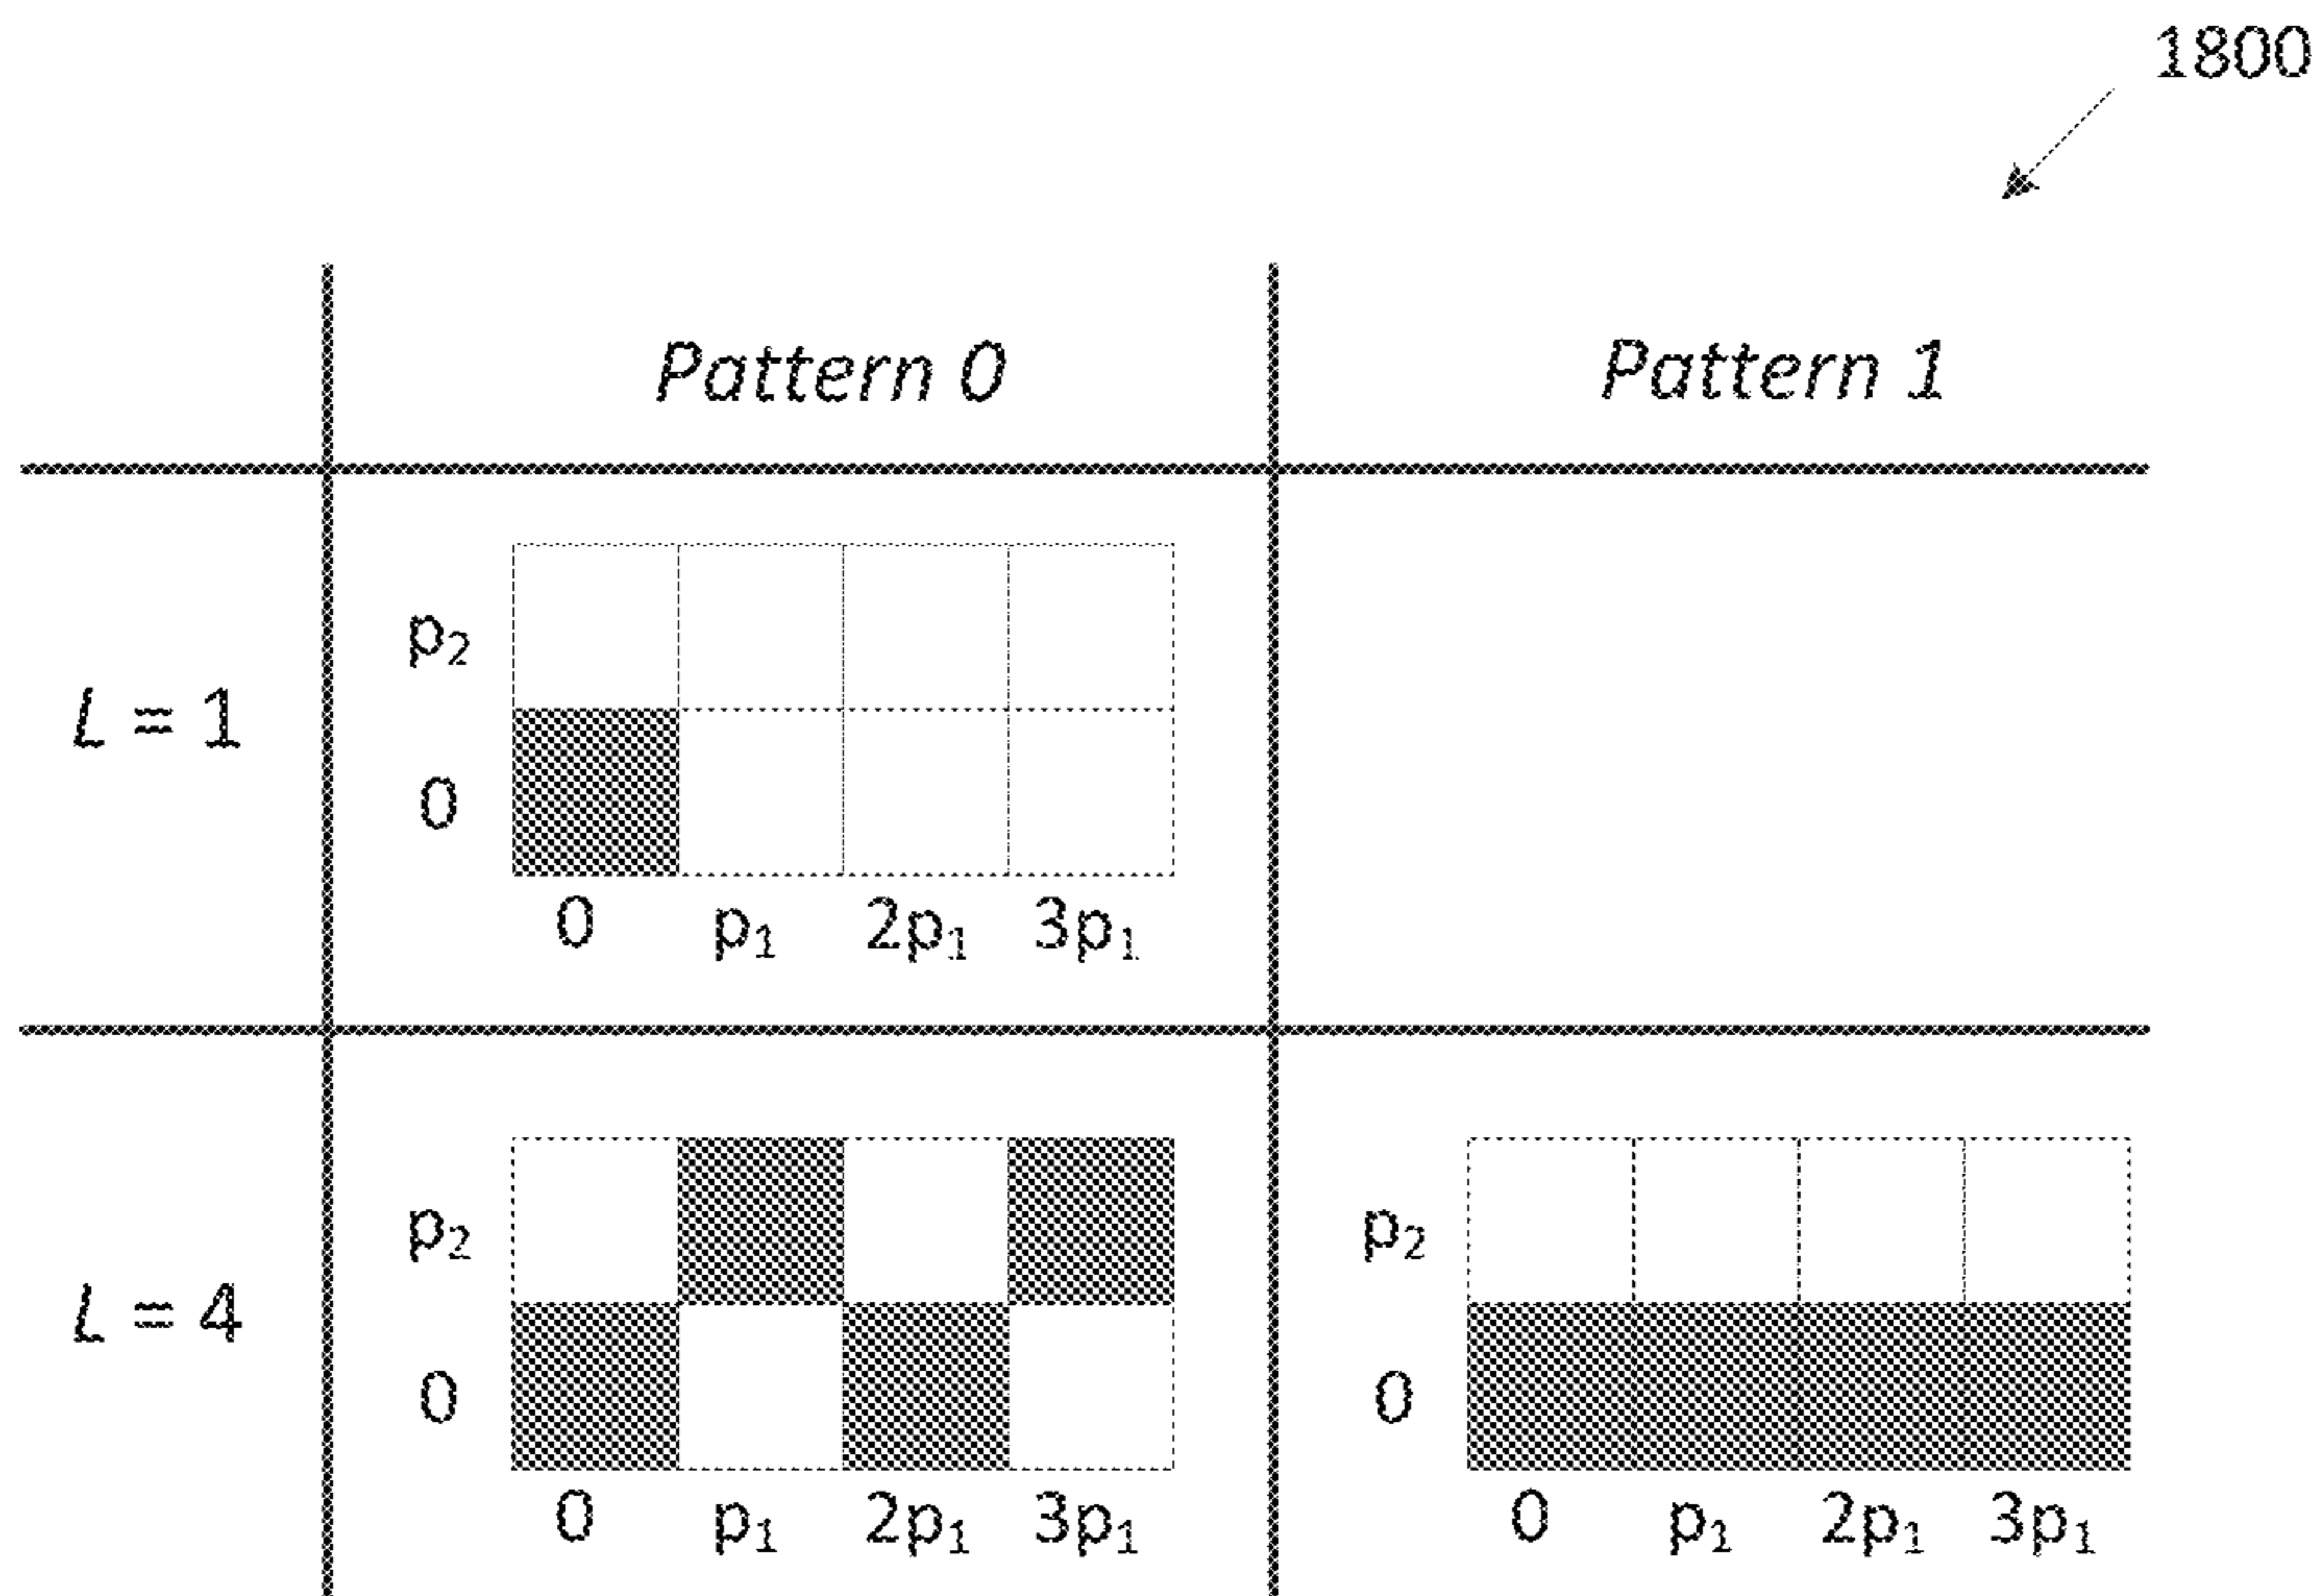 1800
Pattern 0 Pattern 1
L = 1
p₂
0
0 p₁ 2p₁ 3p₁
L = 4
p₂
0
0 p₁ 2p₁ 3p₁
p₂
0
0 p₁ 2p₁ 3p₁